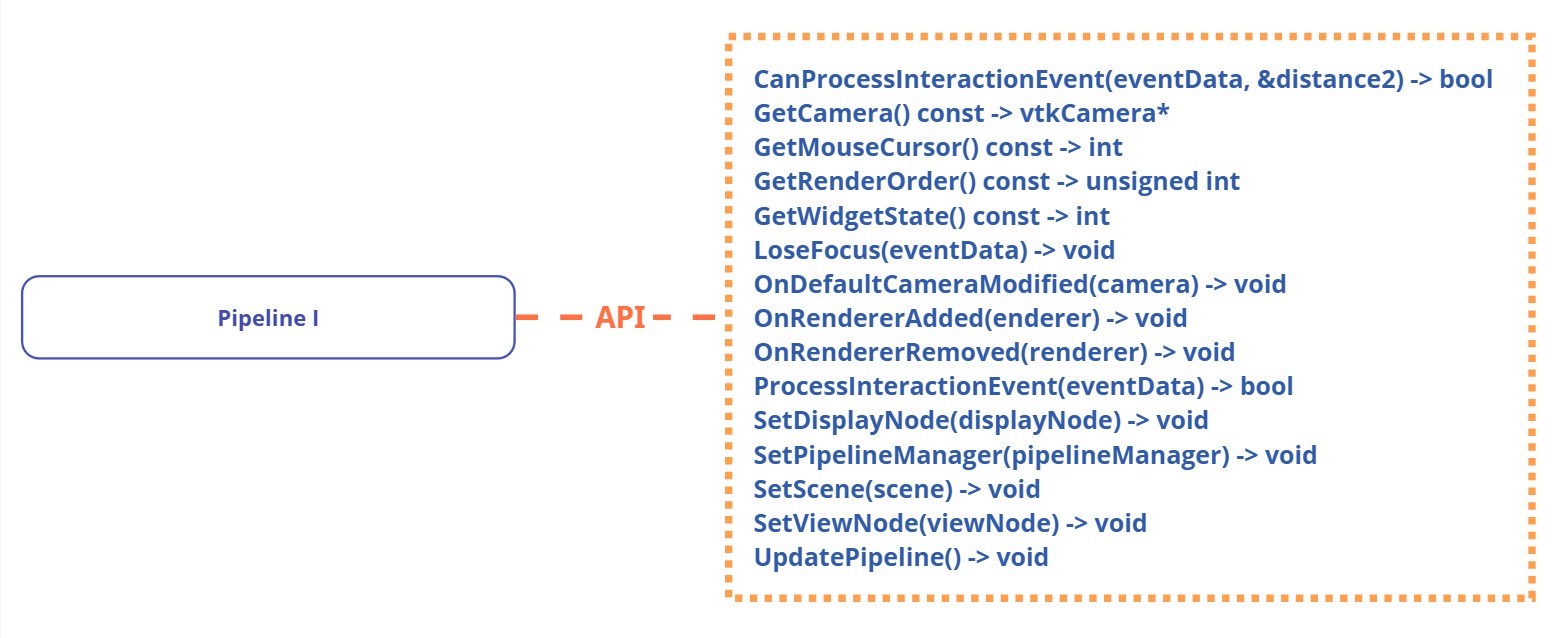 Pipeline I
API
CanProcessInteractionEvent(eventData, &distance2) -> bool
GetCamera() const -> vtkCamera*
GetMouseCursor() const -> int
GetRenderOrder() const -> unsigned int
GetWidgetState() const -> int
LoseFocus(eventData) -> void
OnDefaultCameraModified(camera) -> void
OnRendererAdded(enderer) -> void
OnRendererRemoved(renderer) -> void
ProcessInteractionEvent(eventData) -> bool
SetDisplayNode(displayNode) -> void
SetPipelineManager(pipelineManager) -> void
SetScene(scene) -> void
SetViewNode(viewNode) -> void
UpdatePipeline() -> void